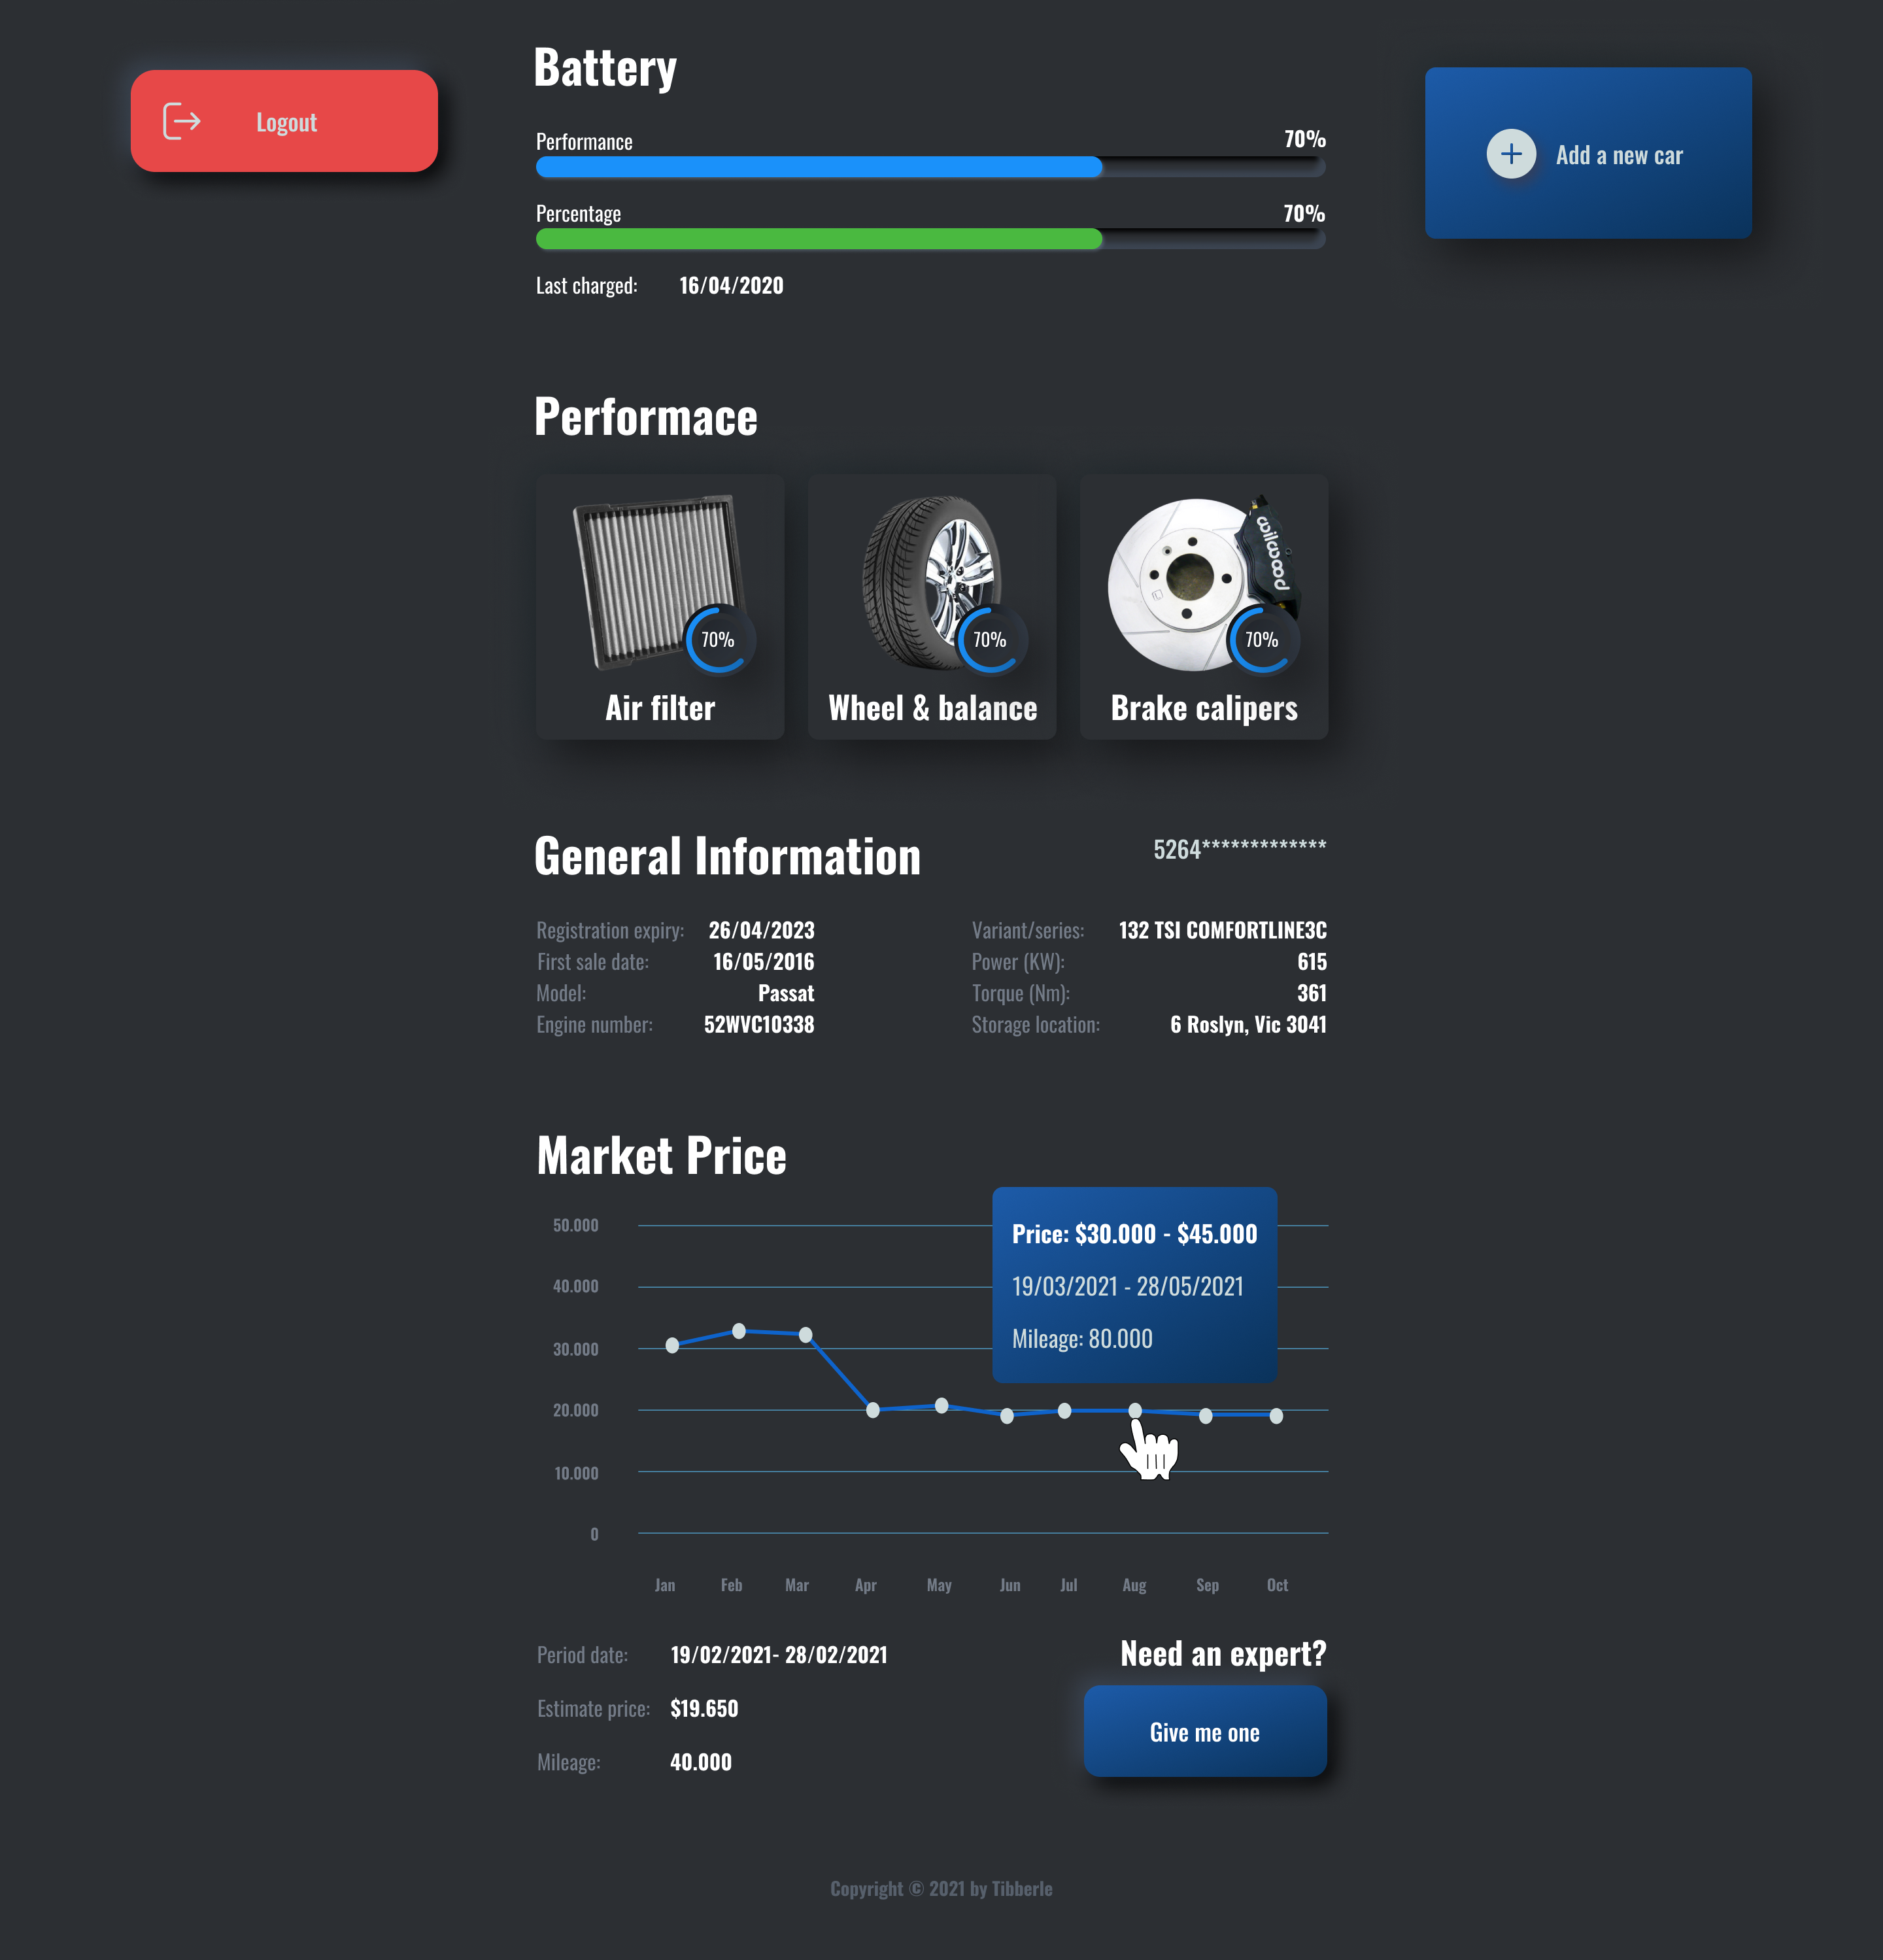 Logout
Battery
Performance 70%
Percentage 70%
Last charged: 16/04/2020
Add a new car
Performace
wilwood
70%
70%
70%
Air filter
Wheel & balance
Brake calipers
General Information
5264*************
Registration expiry: 26/04/2023
First sale date: 16/05/2016
Model: Passat
Engine number: 52WVC10338
Variant/series: 132 TSI COMFORTLINE3C
Power (KW): 615
Torque (Nm): 361
Storage location: 6 Roslyn, Vic 3041
Market Price
50.000
40.000
30.000
20.000
10.000
0
Price: $30.000 - $45.000
19/03/2021 - 28/05/2021
Mileage: 80.000
Jan Feb Mar Apr May Jun Jul Aug Sep Oct
Period date: 19/02/2021- 28/02/2021
Estimate price: $19.650
Mileage: 40.000
Need an expert?
Give me one
Copyright © 2021 by Tibberle